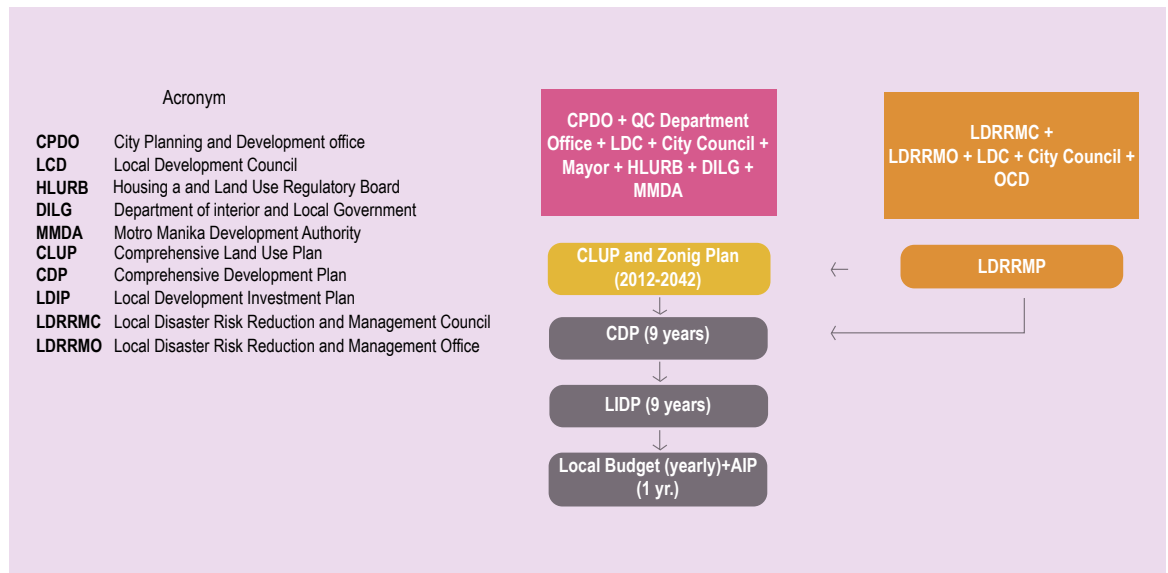 Acronym
CPDO City Planning and Development office
LCD Local Development Council
HLURB Housing a and Land Use Regulatory Board
DILG Department of interior and Local Government
MMDA Motro Manika Development Authority
CLUP Comprehensive Land Use Plan
CDP Comprehensive Development Plan
LDIP Local Development Investment Plan
LDRRMC Local Disaster Risk Reduction and Management Council
LDRRMO Local Disaster Risk Reduction and Management Office
CPDO + QC Department
Office + LDC + City Council +
Mayor + HLURB + DILG +
MMDA
CLUP and Zonig Plan
(2012-2042)
CDP (9 years)
LIDP (9 years)
Local Budget (yearly)+AIP
(1 yr.)
LDRRMC +
LDRRMO + LDC + City Council +
OCD
LDRRMP